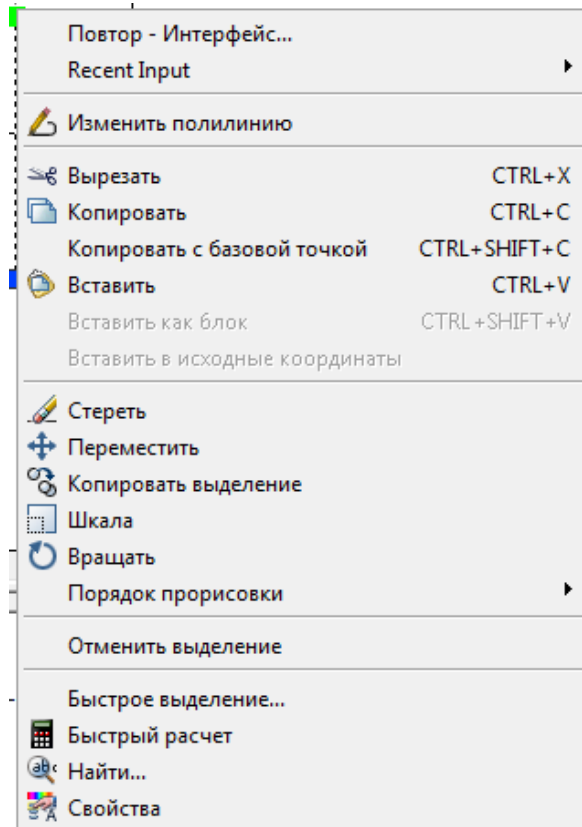 Повтор - Интерфейс...
Recent Input
Изменить полилинию
Вырезать CTRL+X
Копировать CTRL+C
Копировать с базовой точкой CTRL+SHIFT+C
Вставить CTRL+V
Вставить как блок CTRL+SHIFT+V
Вставить в исходные координаты
Стереть
Переместить
Копировать выделение
Шкала
Вращать
Порядок прорисовки
Отменить выделение
Быстрое выделение...
Быстрый расчет
Найти...
Свойства